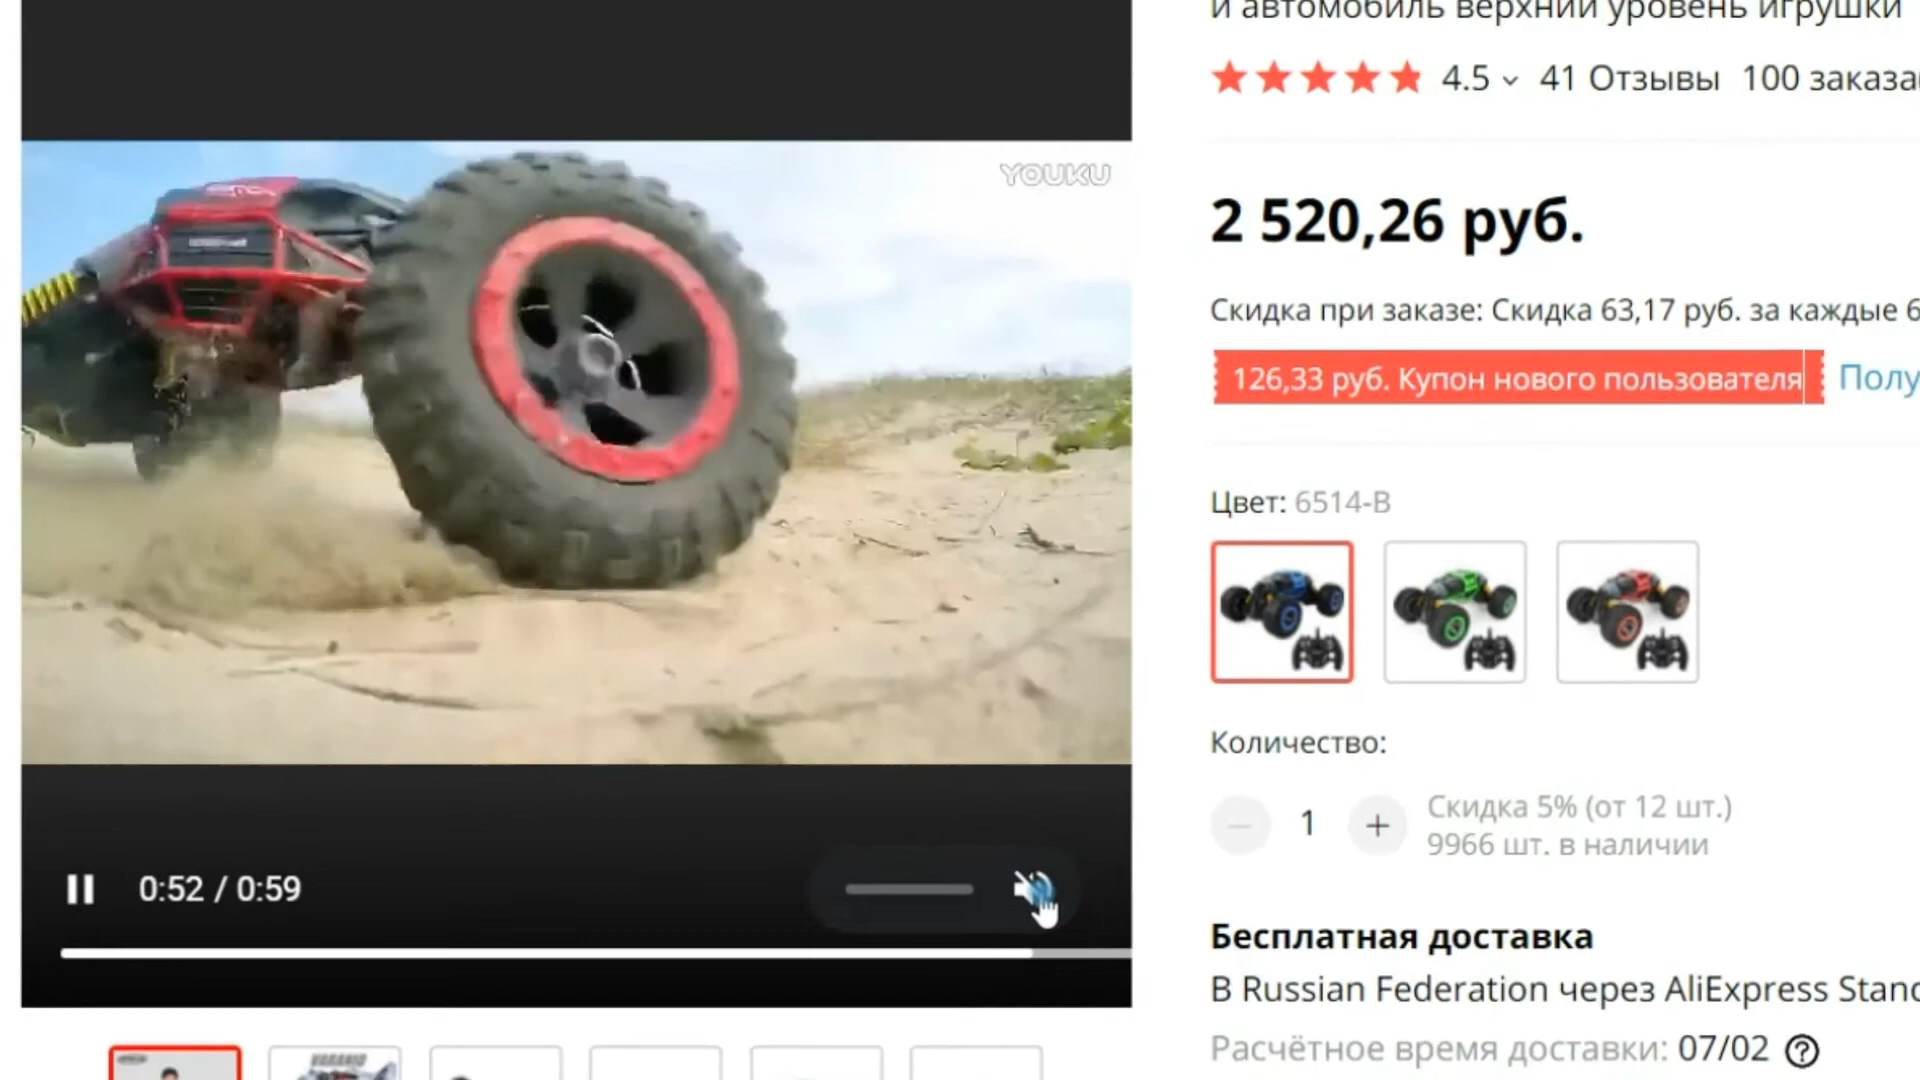 и автомобиль верхний уровень игрушки
4.5 41 Отзывы 100 заказа
YOUKU
2 520,26 руб.
Скидка при заказе: Скидка 63,17 руб. за каждые 6
126,33 руб. Купон нового пользователя Полу
Цвет: 6514-B
Количество:
1
Скидка 5% (от 12 шт.)
9966 шт. в наличии
0:52 / 0:59
Бесплатная доставка
В Russian Federation через AliExpress Stand
Расчётное время доставки: 07/02 ?